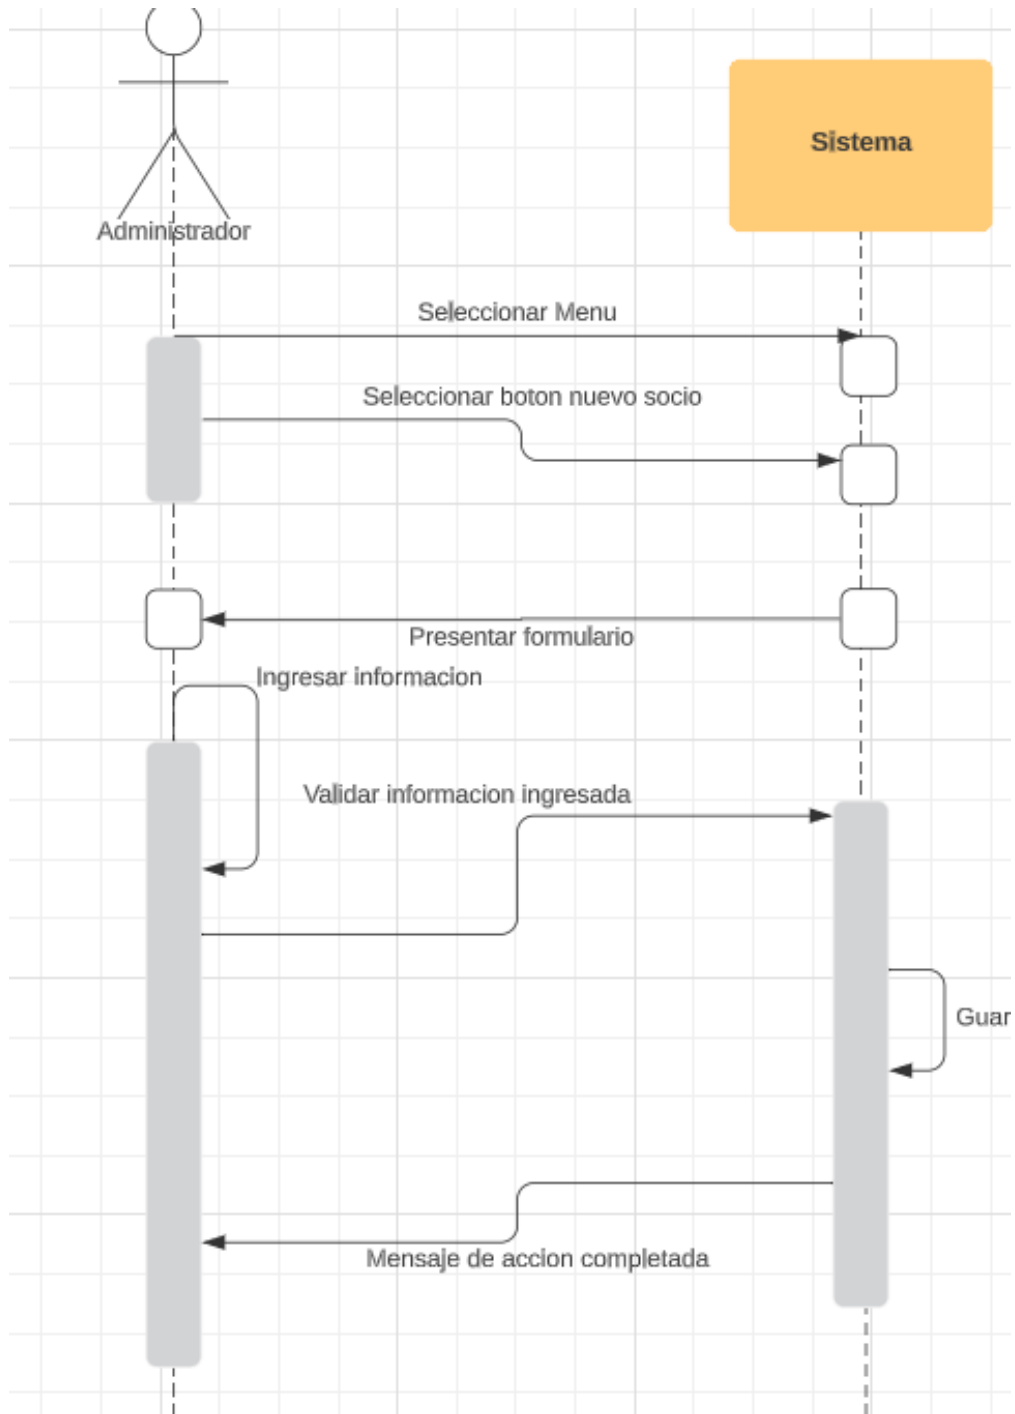 Sistema
Administrador
Seleccionar Menu
Seleccionar boton nuevo socio
Presentar formulario
Ingresar informacion
Validar informacion ingresada
Guar
Mensaje de accion completada